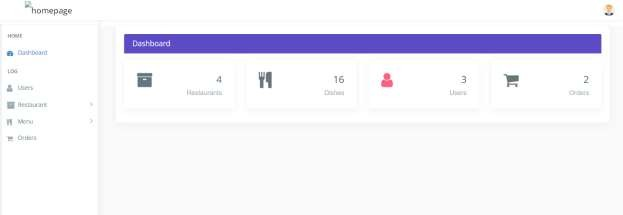 homepage
HOME
Dashboard
LOG
Users
Restaurant
Menu
Orders
Dashboard
4
Restaurants
16
Dishes
3
Users
2
Orders